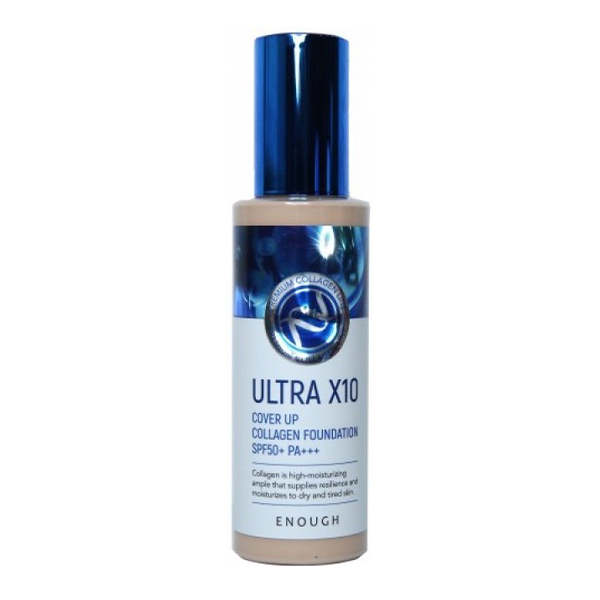 PREMIUM COLLAGEN
ULTRA X10
COVER UP
COLLAGEN FOUNDATION
SPF50+ PA+++
Collagen is high-moisturizing
ample that supplies resilience and
moisturizes to dry and tired skin.
ENOUGH